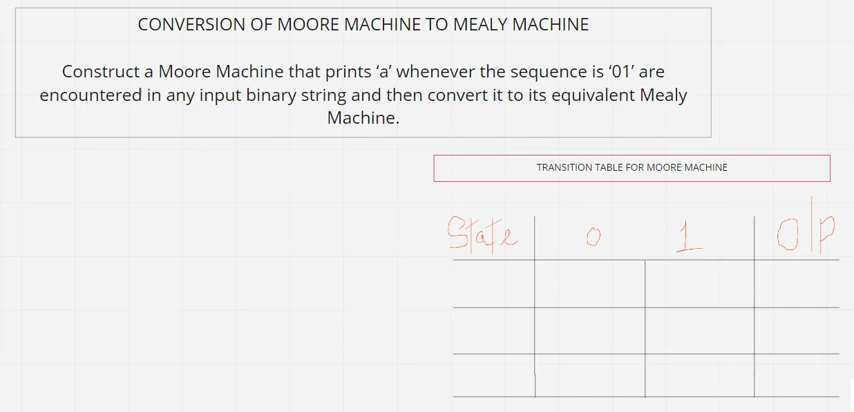 CONVERSION OF MOORE MACHINE TO MEALY MACHINE
Construct a Moore Machine that prints ‘a’ whenever the sequence is ‘01’ are
encountered in any input binary string and then convert it to its equivalent Mealy
Machine.
TRANSITION TABLE FOR MOORE MACHINE
State 0 1 O/P